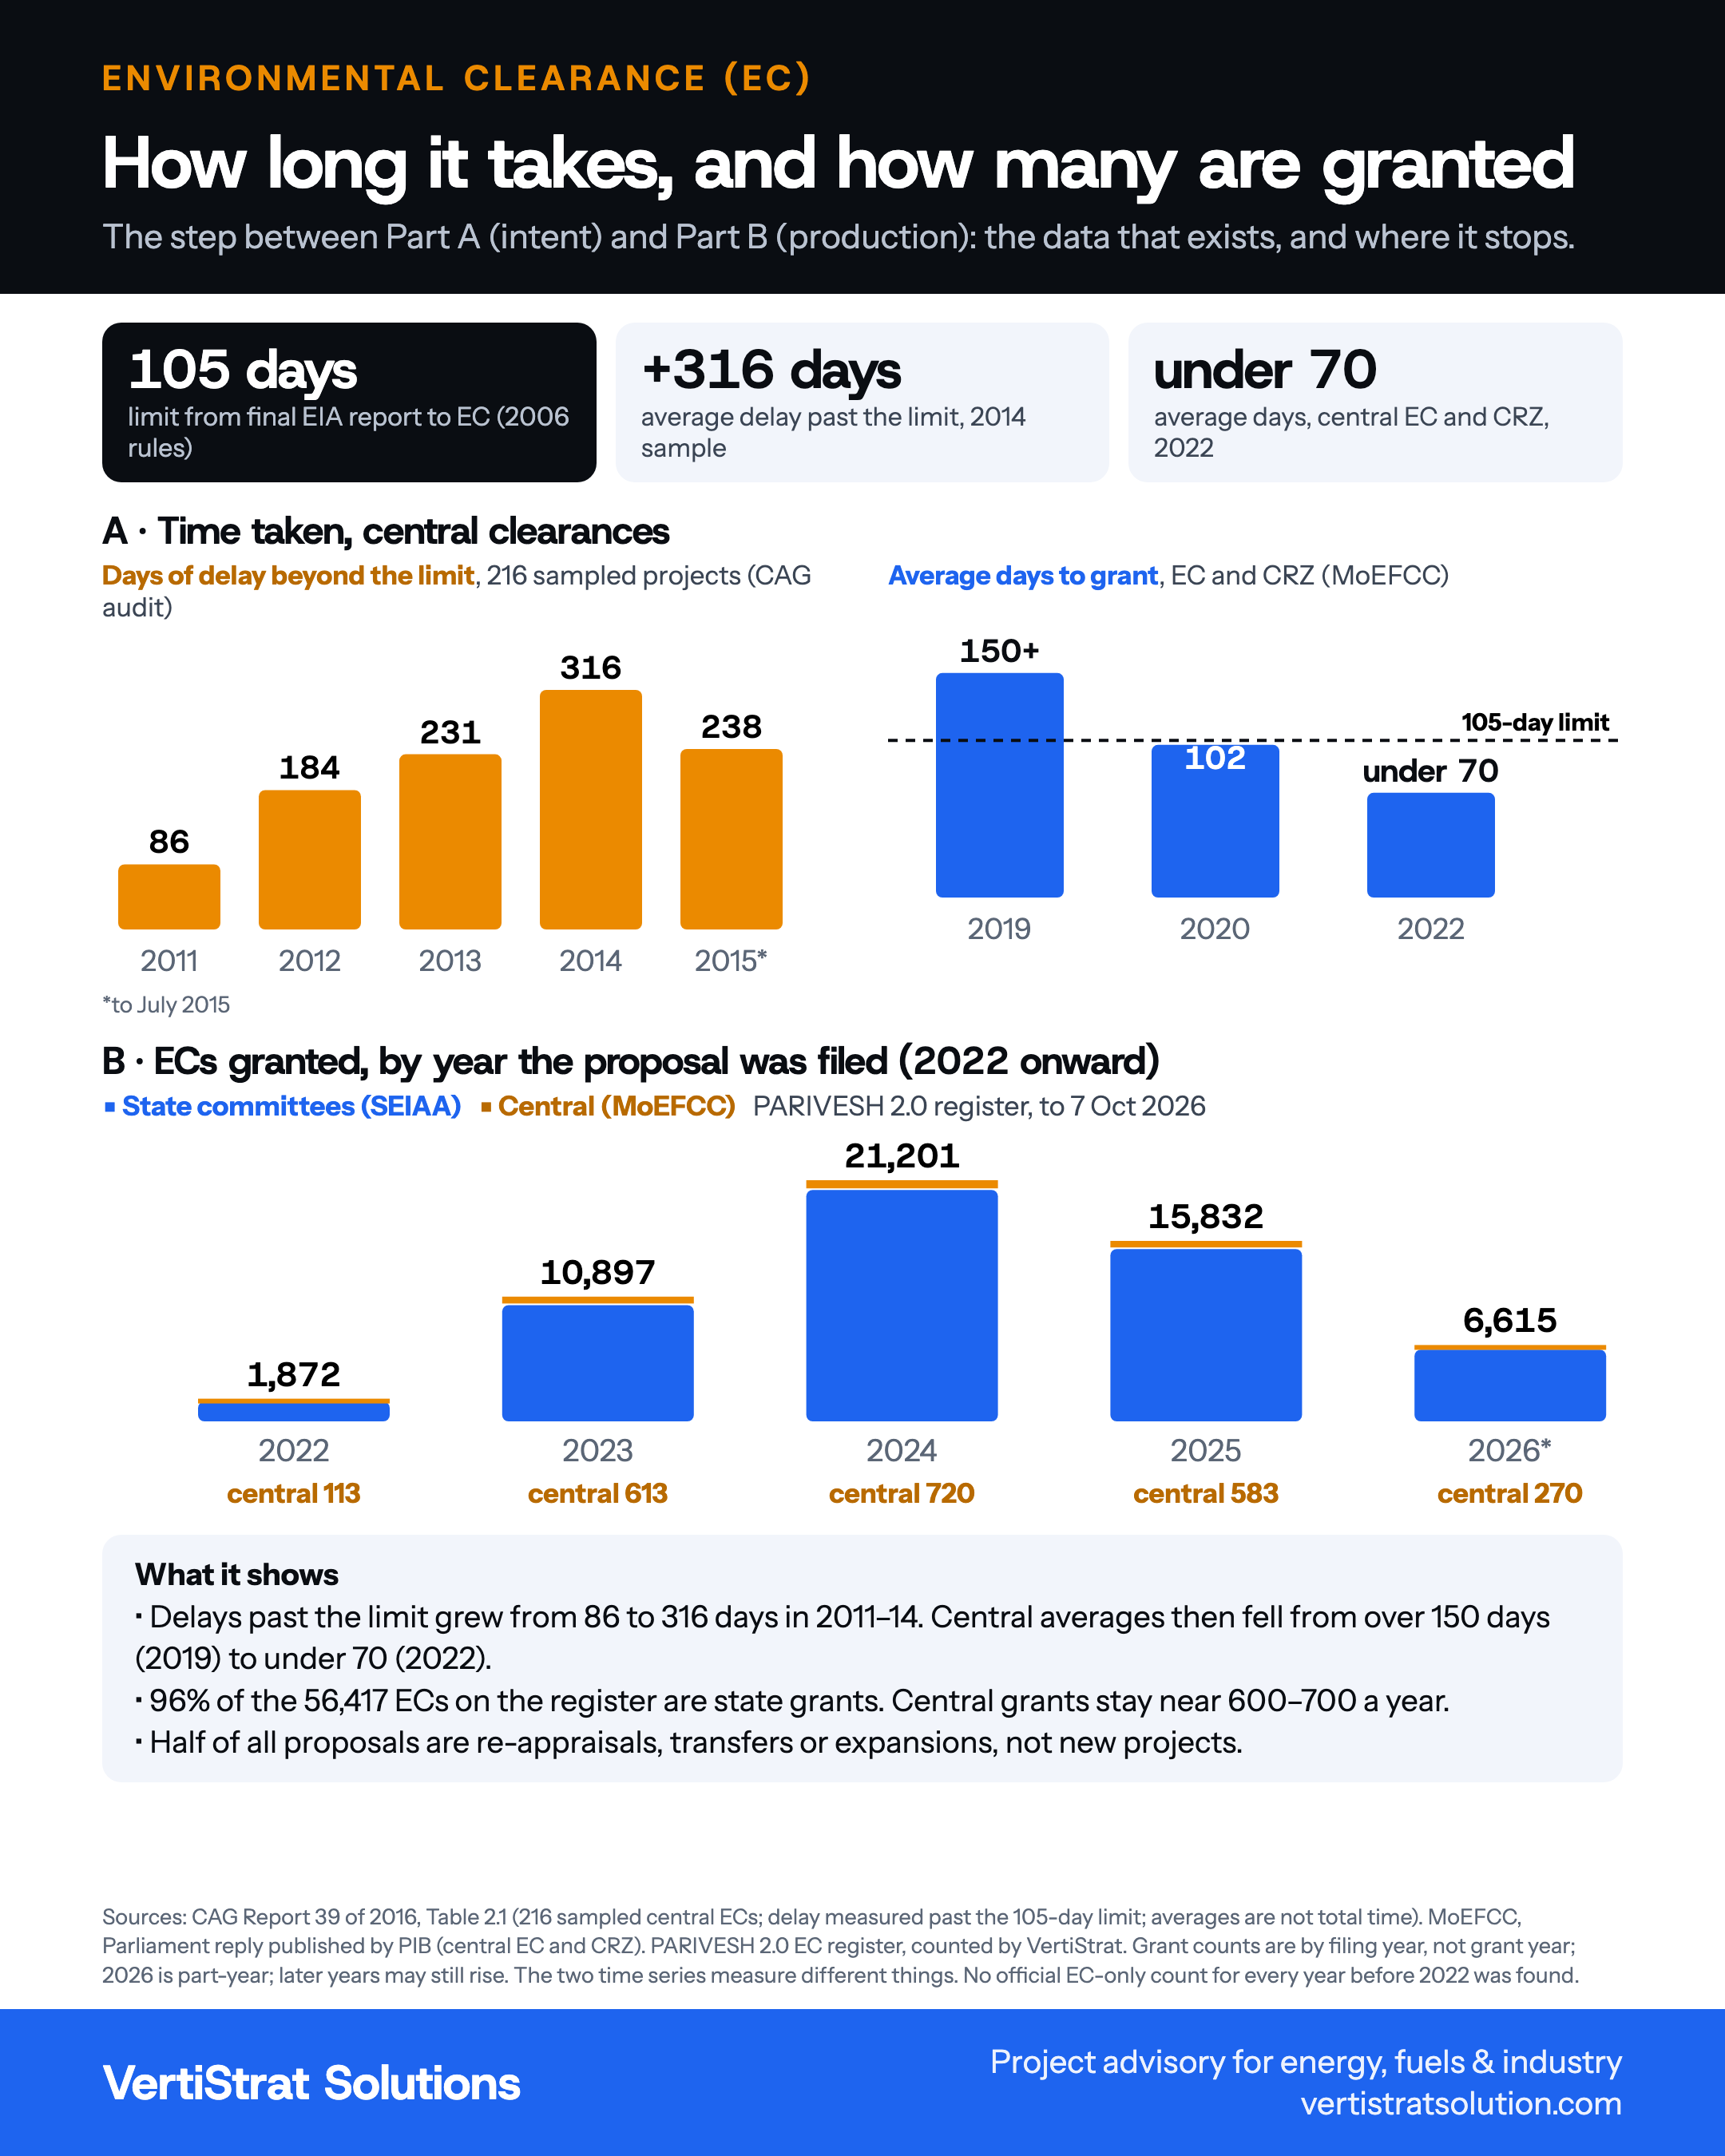 ENVIRONMENTAL CLEARANCE (EC)
How long it takes, and how many are granted
The step between Part A (intent) and Part B (production): the data that exists, and where it stops.
105 days
limit from final EIA report to EC (2006
rules)
+316 days
average delay past the limit, 2014
sample
under 70
average days, central EC and CRZ,
2022
A · Time taken, central clearances
Days of delay beyond the limit, 216 sampled projects (CAG
audit)
86
184
231
316
238
2011
2012
2013
2014
2015*
*to July 2015
Average days to grant, EC and CRZ (MoEFCC)
150+
105-day limit
102
under 70
2019
2020
2022
B · ECs granted, by year the proposal was filed (2022 onward)
▪ State committees (SEIAA) ▪ Central (MoEFCC) PARIVESH 2.0 register, to 7 Oct 2026
1,872
10,897
21,201
15,832
6,615
2022
2023
2024
2025
2026*
central 113
central 613
central 720
central 583
central 270
What it shows
· Delays past the limit grew from 86 to 316 days in 2011–14. Central averages then fell from over 150 days
(2019) to under 70 (2022).
· 96% of the 56,417 ECs on the register are state grants. Central grants stay near 600–700 a year.
· Half of all proposals are re-appraisals, transfers or expansions, not new projects.
Sources: CAG Report 39 of 2016, Table 2.1 (216 sampled central ECs; delay measured past the 105-day limit; averages are not total time). MoEFCC,
Parliament reply published by PIB (central EC and CRZ). PARIVESH 2.0 EC register, counted by VertiStrat. Grant counts are by filing year, not grant year;
2026 is part-year; later years may still rise. The two time series measure different things. No official EC-only count for every year before 2022 was found.
VertiStrat Solutions
Project advisory for energy, fuels & industry
vertistratsolution.com